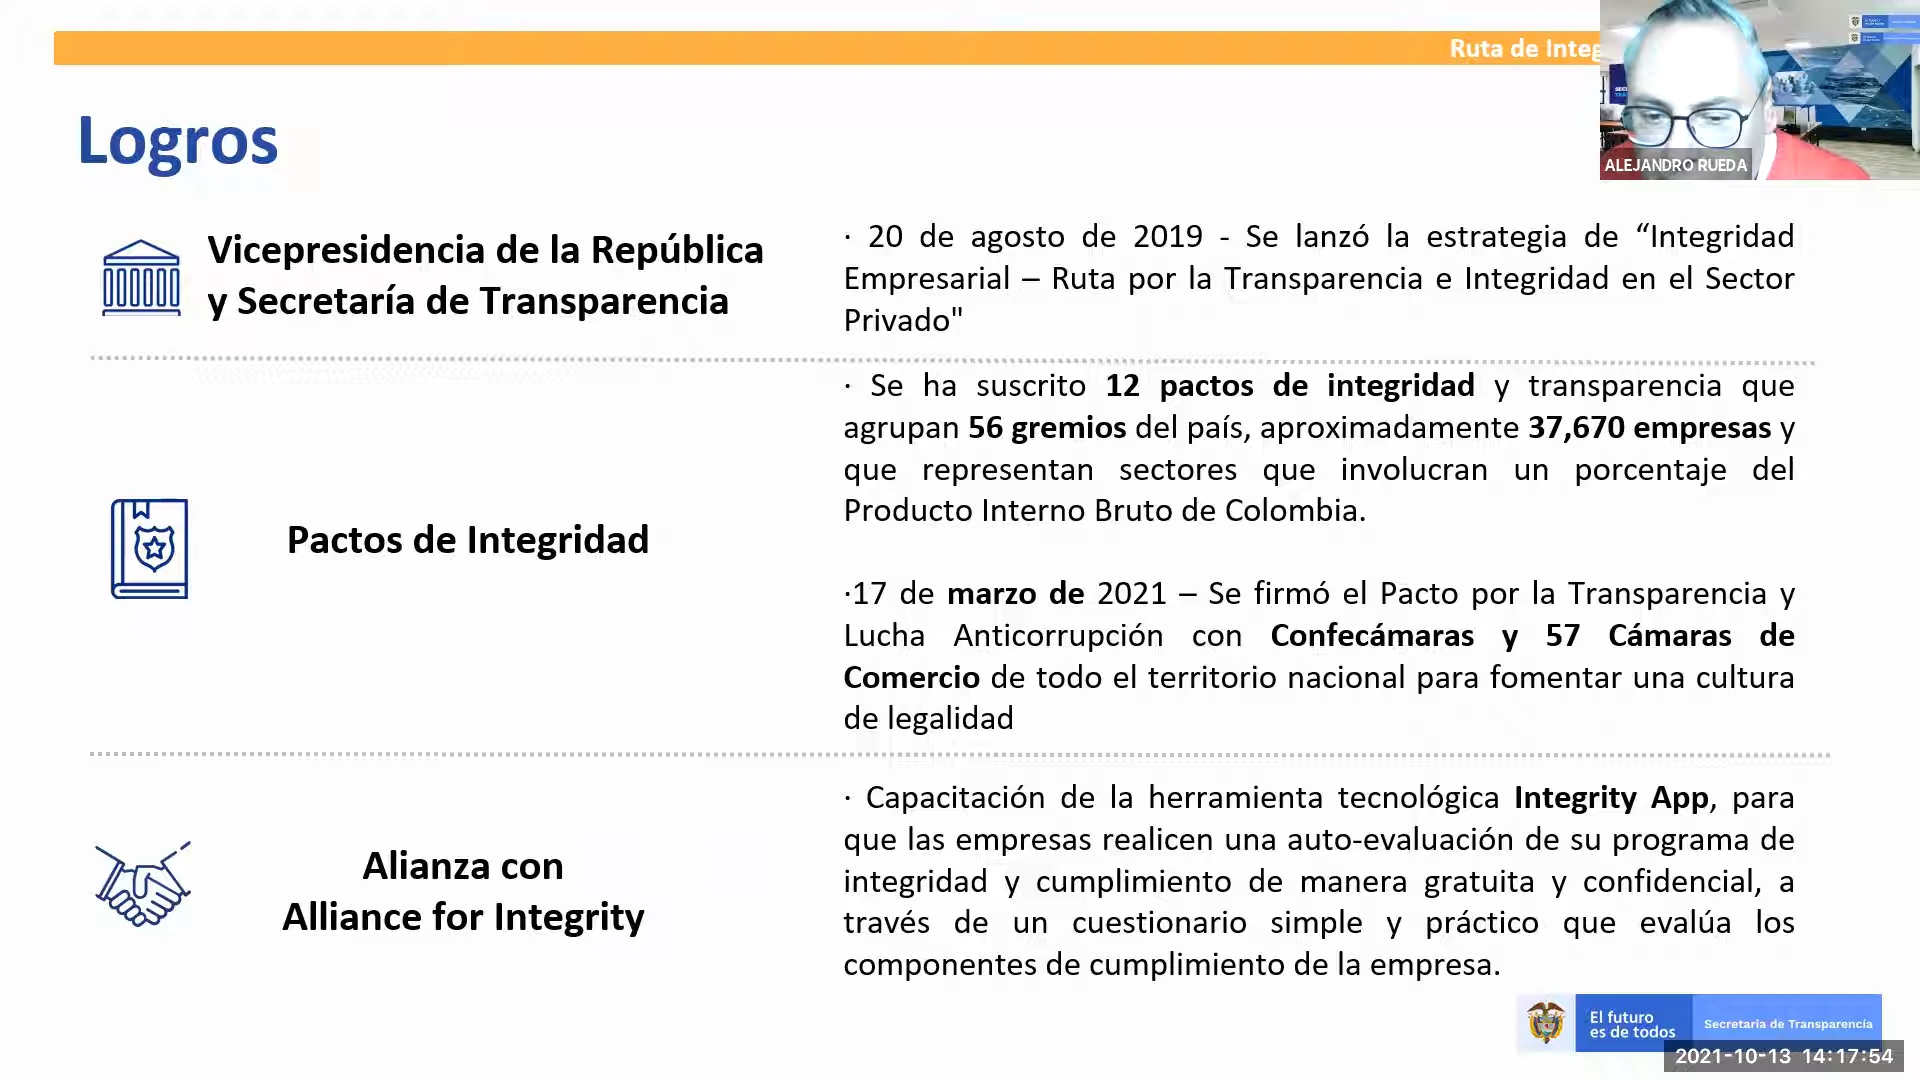 Ruta de Integ
ALEJANDRO RUEDA
Logros
Vicepresidencia de la República
y Secretaría de Transparencia
· 20 de agosto de 2019 - Se lanzó la estrategia de “Integridad
Empresarial – Ruta por la Transparencia e Integridad en el Sector
Privado"
Pactos de Integridad
· Se ha suscrito 12 pactos de integridad y transparencia que
agrupan 56 gremios del país, aproximadamente 37,670 empresas y
que representan sectores que involucran un porcentaje del
Producto Interno Bruto de Colombia.
·17 de marzo de 2021 – Se firmó el Pacto por la Transparencia y
Lucha Anticorrupción con Confecámaras y 57 Cámaras de
Comercio de todo el territorio nacional para fomentar una cultura
de legalidad
Alianza con
Alliance for Integrity
· Capacitación de la herramienta tecnológica Integrity App, para
que las empresas realicen una auto-evaluación de su programa de
integridad y cumplimiento de manera gratuita y confidencial, a
través de un cuestionario simple y práctico que evalúa los
componentes de cumplimiento de la empresa.
El futuro
es de todos
Secretaría de Transparencia
2021-10-13 14:17:54